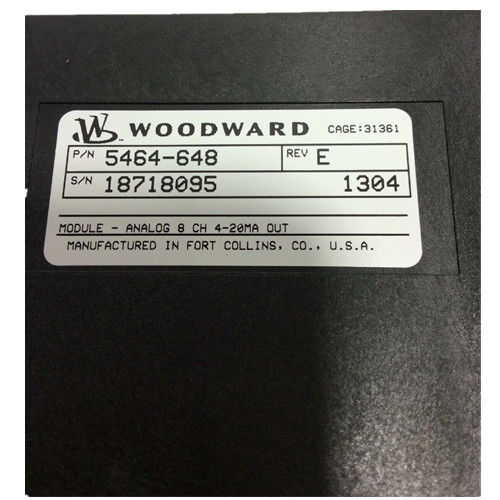 WOODWARD CAGE:31361
P/N 5464-648 REV E
S/N 18718095 1304
MODULE - ANALOG 8 CH 4-20MA OUT
MANUFACTURED IN FORT COLLINS, CO., U.S.A.